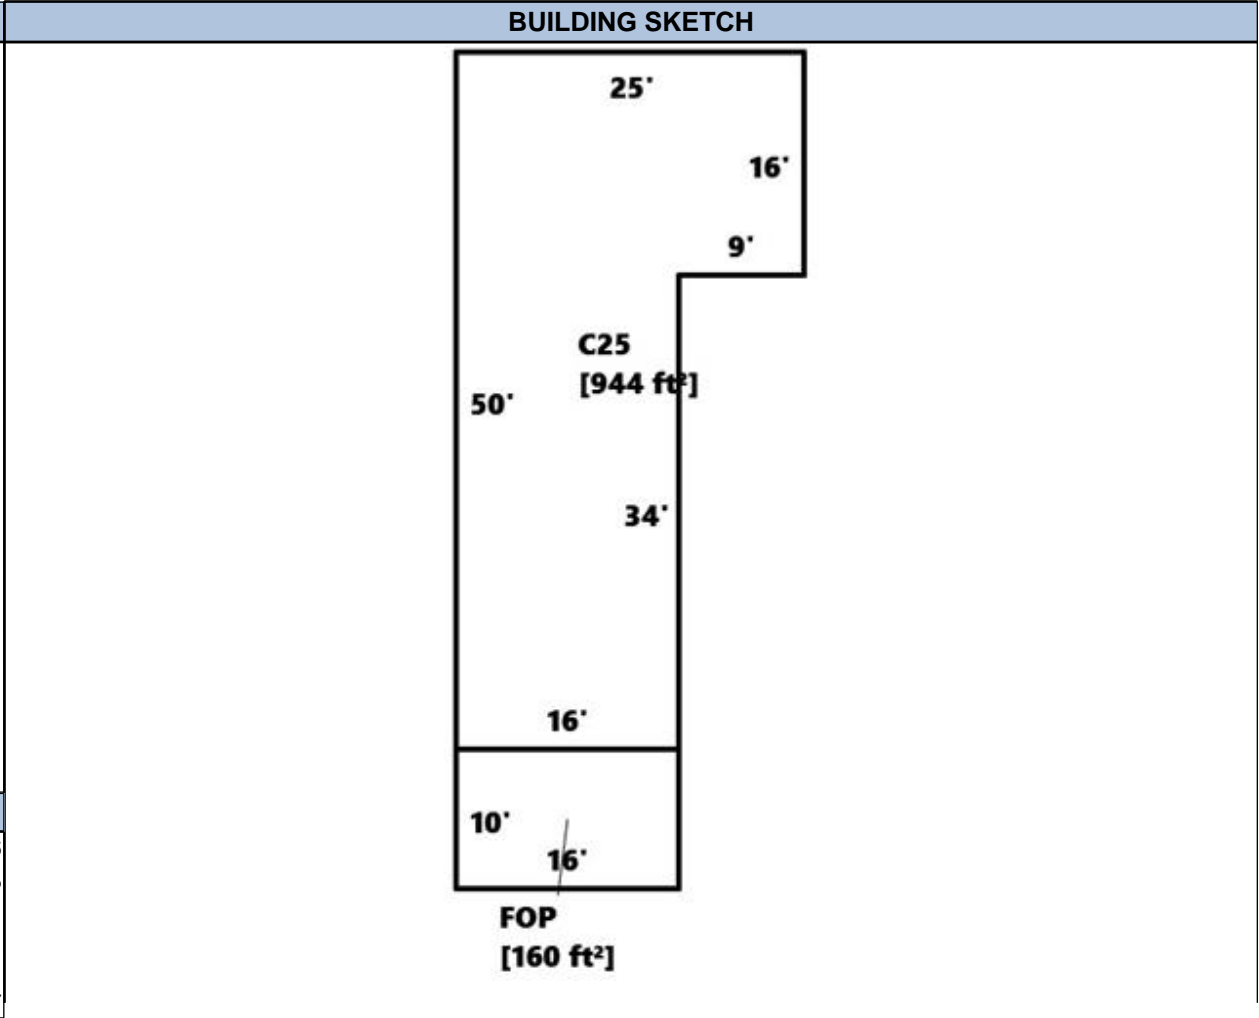 BUILDING SKETCH
25'
16'
9'
C25
[944 ft²]
50'
34'
16'
10'
16'
FOP
[160 ft²]